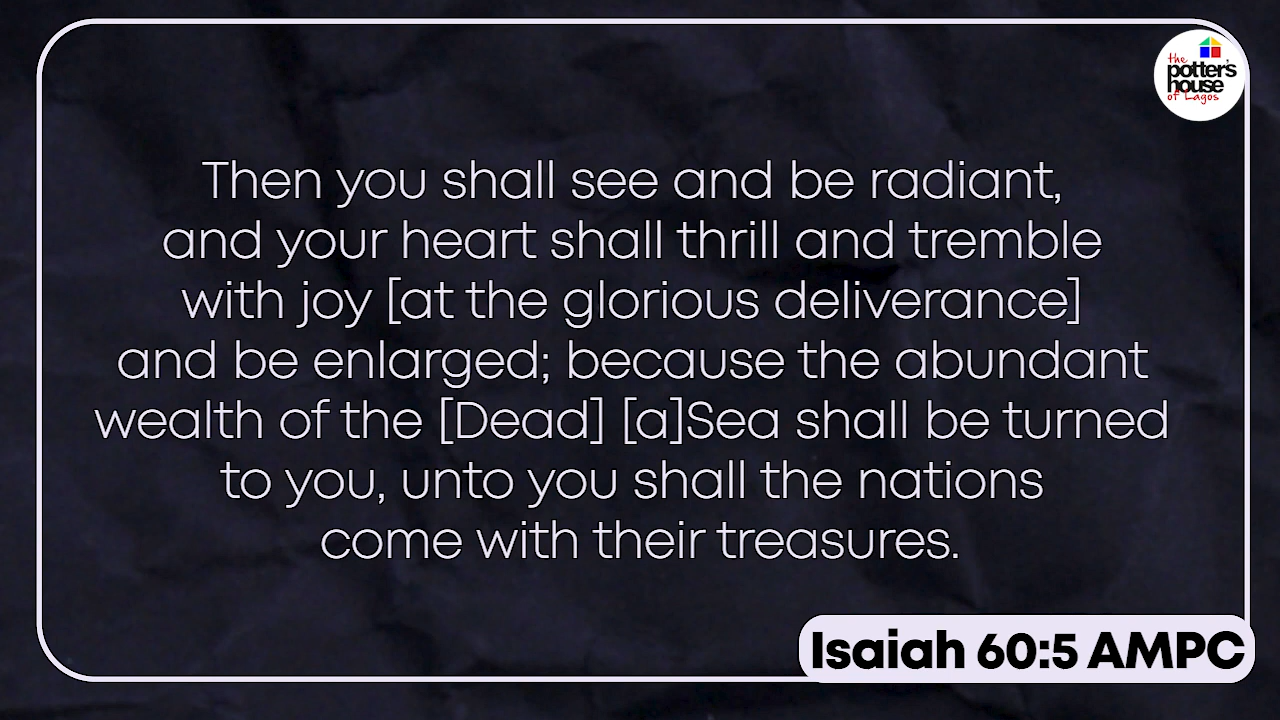 the
potter's
house
of Lagos
Then you shall see and be radiant,
and your heart shall thrill and tremble
with joy [at the glorious deliverance]
and be enlarged; because the abundant
wealth of the [Dead] [a]Sea shall be turned
to you, unto you shall the nations
come with their treasures.
Isaiah 60:5 AMPC